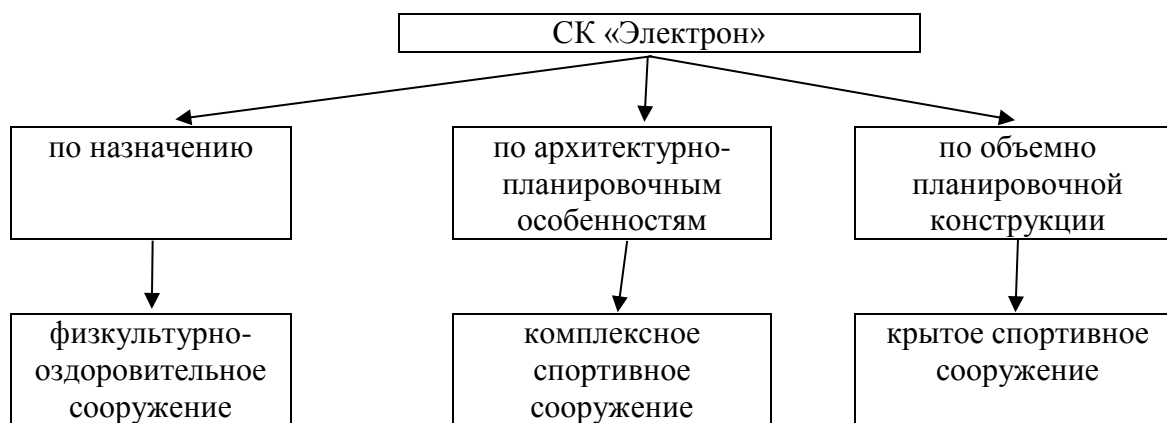 СК «Электрон»
по назначению
по архитектурно-
планировочным
особенностям
по объемно
планировочной
конструкции
физкультурно-
оздоровительное
сооружение
комплексное
спортивное
сооружение
крытое спортивное
сооружение